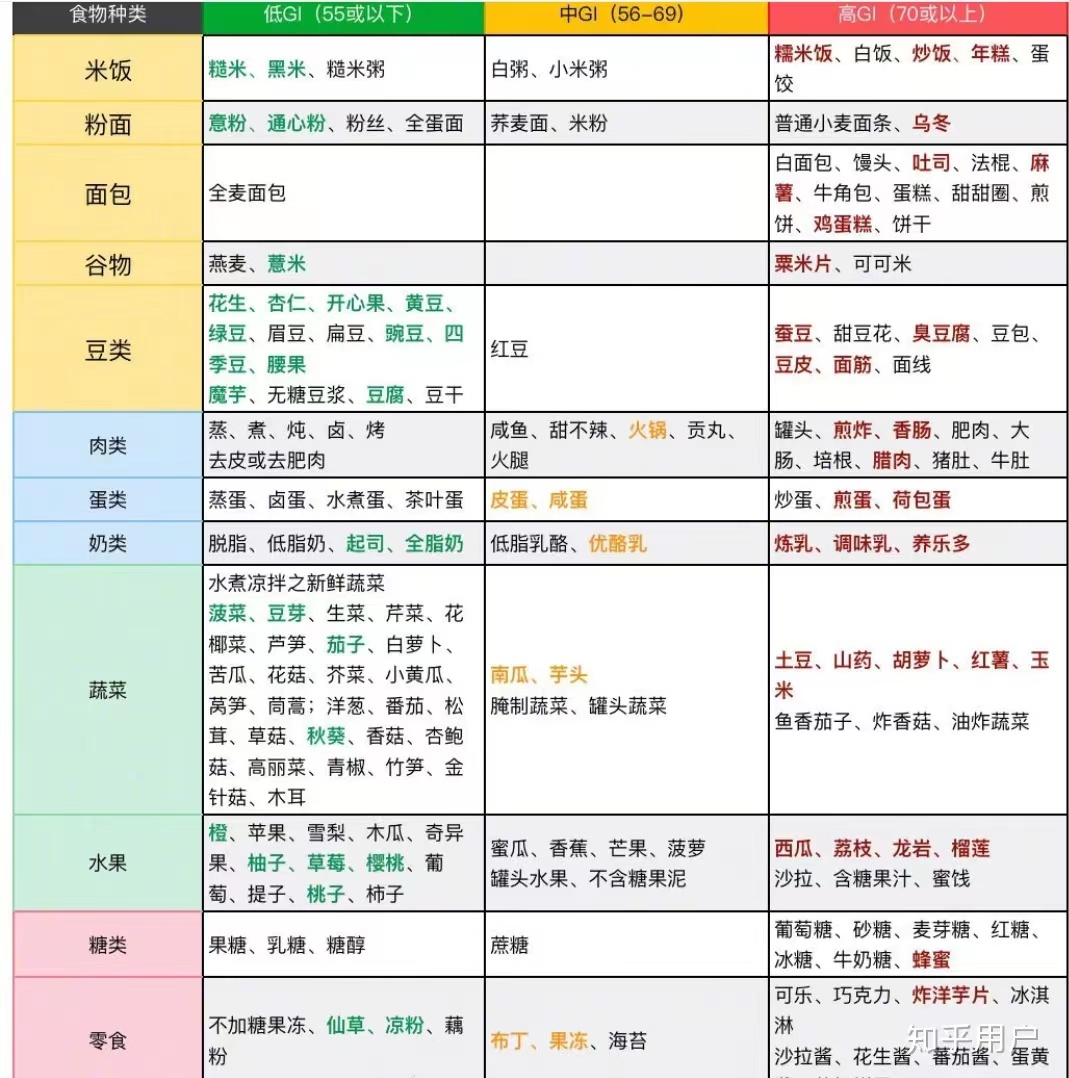 食物种类
低GI（55或以下）
中GI（56-69）
高GI（70或以上）
米饭
糙米、黑米、糙米粥
白粥、小米粥
糯米饭、白饭、炒饭、年糕、蛋
饺
粉面
意粉、通心粉、粉丝、全蛋面
荞麦面、米粉
普通小麦面条、乌冬
面包
全麦面包
白面包、馒头、吐司、法棍、麻
薯、牛角包、蛋糕、甜甜圈、煎
饼、鸡蛋糕、饼干
谷物
燕麦、薏米
粟米片、可可米
豆类
花生、杏仁、开心果、黄豆、
绿豆、眉豆、扁豆、豌豆、四
季豆、腰果
魔芋、无糖豆浆、豆腐、豆干
红豆
蚕豆、甜豆花、臭豆腐、豆包、
豆皮、面筋、面线
肉类
蒸、煮、炖、卤、烤
去皮或去肥肉
咸鱼、甜不辣、火锅、贡丸、
火腿
罐头、煎炸、香肠、肥肉、大
肠、培根、腊肉、猪肚、牛肚
蛋类
蒸蛋、卤蛋、水煮蛋、茶叶蛋
皮蛋、咸蛋
炒蛋、煎蛋、荷包蛋
奶类
脱脂、低脂奶、起司、全脂奶
低脂乳酪、优酪乳
炼乳、调味乳、养乐多
蔬菜
水煮凉拌之新鲜蔬菜
菠菜、豆芽、生菜、芹菜、花
椰菜、芦笋、茄子、白萝卜、
苦瓜、花菇、芥菜、小黄瓜、
莴笋、茼蒿；洋葱、番茄、松
茸、草菇、秋葵、香菇、杏鲍
菇、高丽菜、青椒、竹笋、金
针菇、木耳
南瓜、芋头
腌制蔬菜、罐头蔬菜
土豆、山药、胡萝卜、红薯、玉
米
鱼香茄子、炸香菇、油炸蔬菜
水果
橙、苹果、雪梨、木瓜、奇异
果、柚子、草莓、樱桃、葡
萄、提子、桃子、柿子
蜜瓜、香蕉、芒果、菠萝
罐头水果、不含糖果泥
西瓜、荔枝、龙岩、榴莲
沙拉、含糖果汁、蜜饯
糖类
果糖、乳糖、糖醇
蔗糖
葡萄糖、砂糖、麦芽糖、红糖、
冰糖、牛奶糖、蜂蜜
零食
不加糖果冻、仙草、凉粉、藕
粉
布丁、果冻、海苔
可乐、巧克力、炸洋芋片、冰淇
淋
沙拉酱、花生酱、蕃茄酱、蛋黄
知乎用户